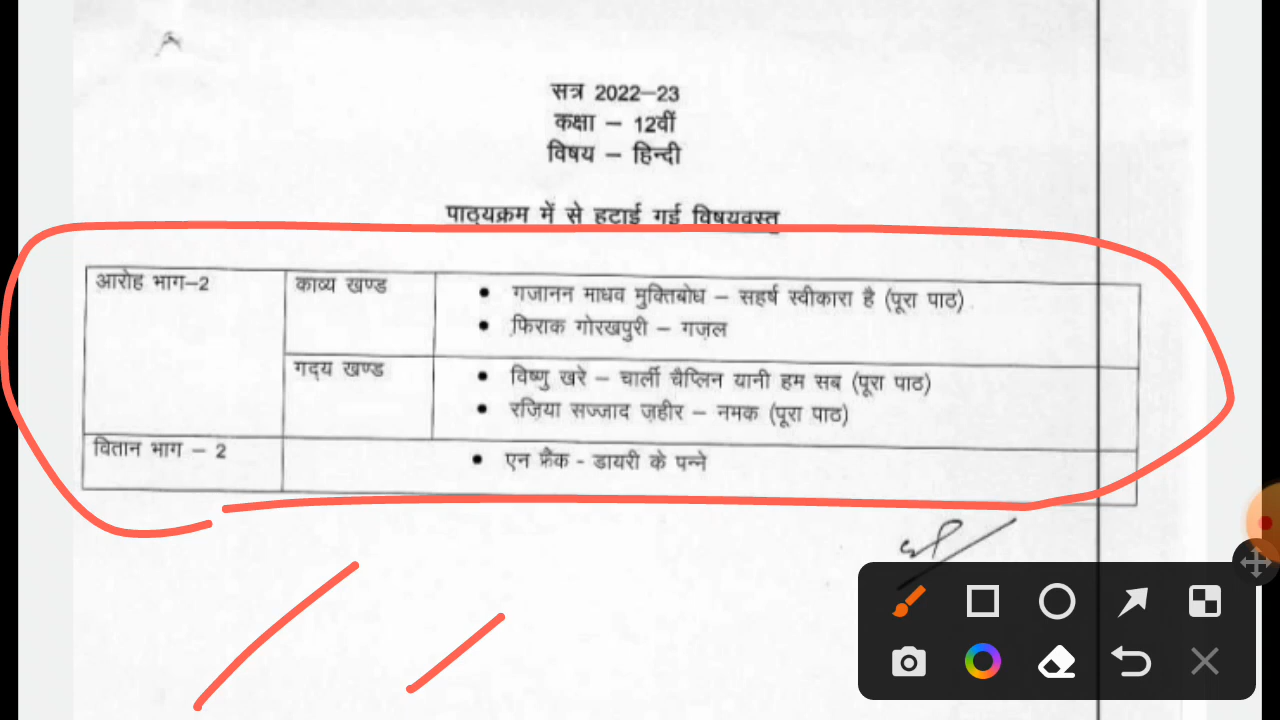 सत्र 2022–23
कक्षा – 12वीं
विषय – हिन्दी
पाठ्यक्रम में से हटाई गई विषयवस्तु
आरोह भाग–2
काव्य खण्ड
• गजानन माधव मुक्तिबोध – सहर्ष स्वीकारा है (पूरा पाठ)
• फ़िराक गोरखपुरी – गज़ल
गद्य खण्ड
• विष्णु खरे – चार्ली चैप्लिन यानी हम सब (पूरा पाठ)
• रज़िया सज्जाद ज़हीर – नमक (पूरा पाठ)
वितान भाग – 2
• एन फ्रैंक - डायरी के पन्ने